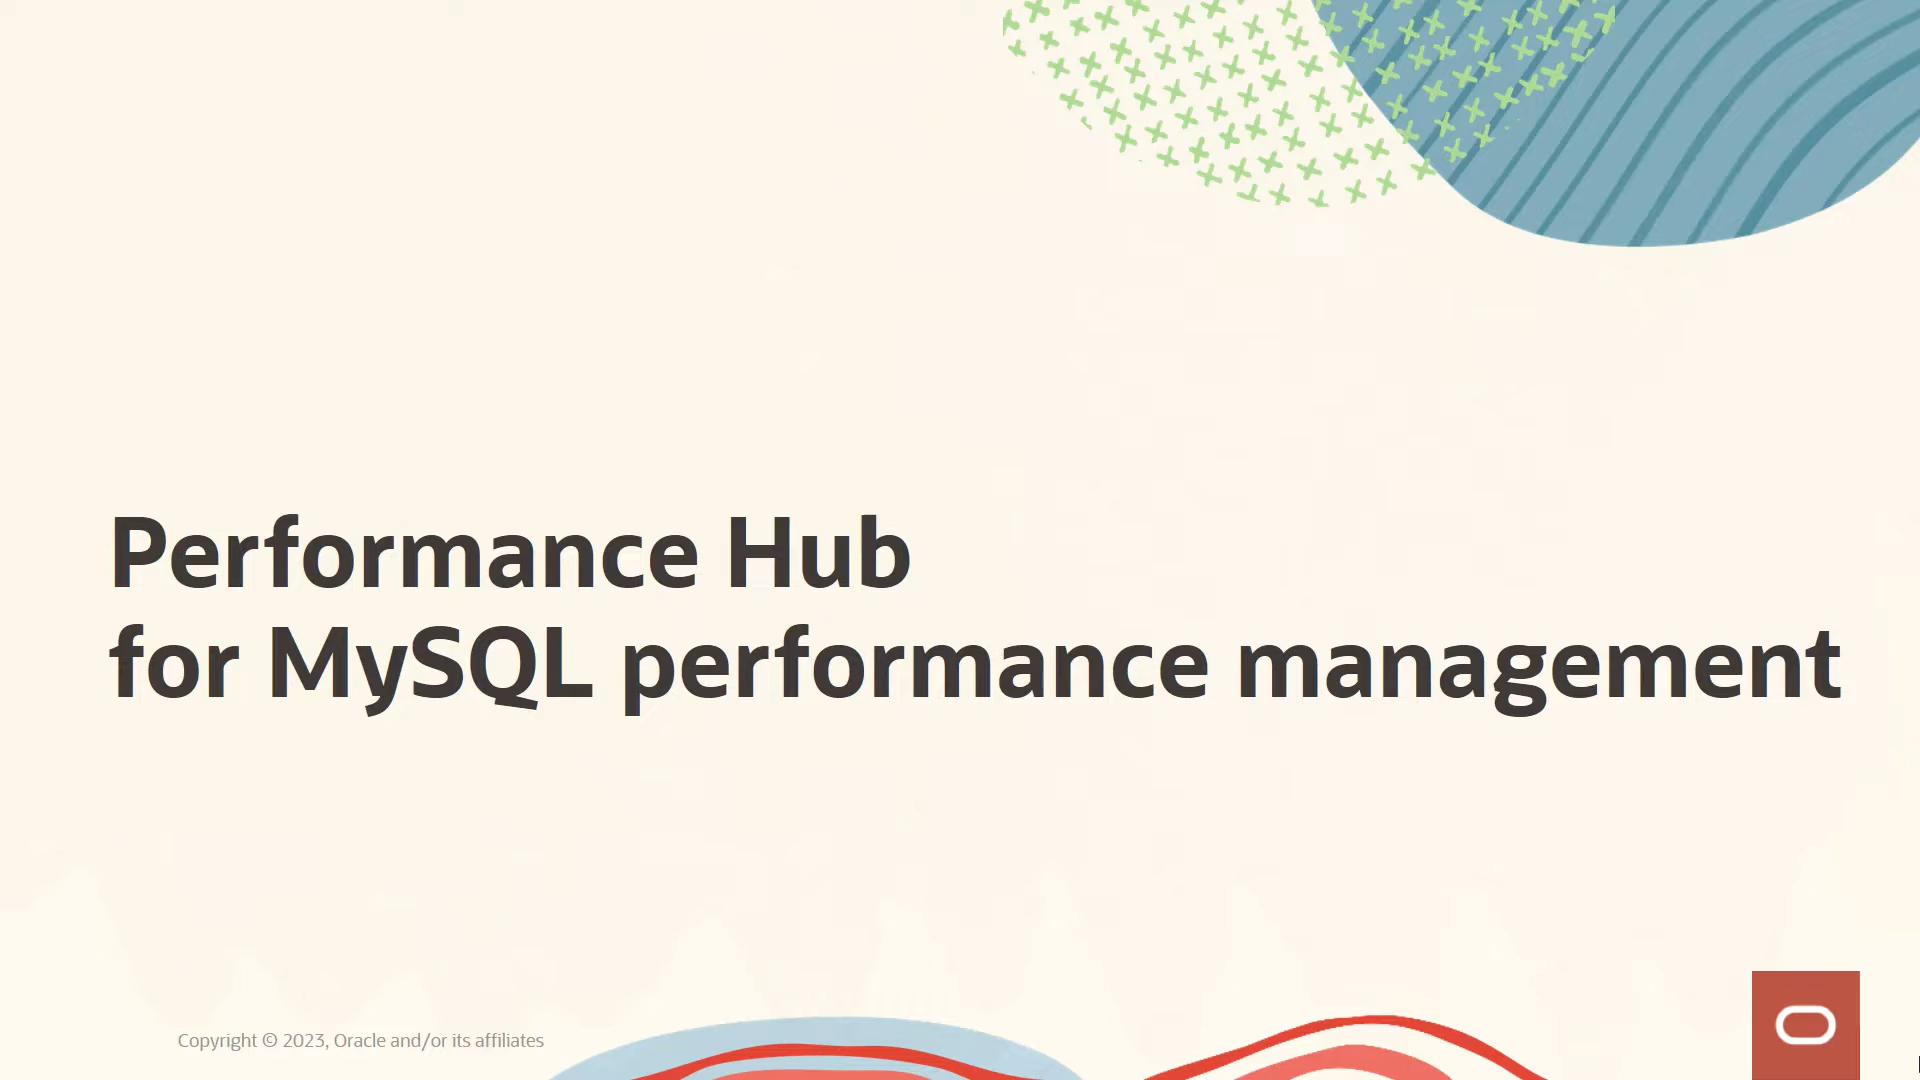 Performance Hub
for MySQL performance management
Copyright © 2023, Oracle and/or its affiliates